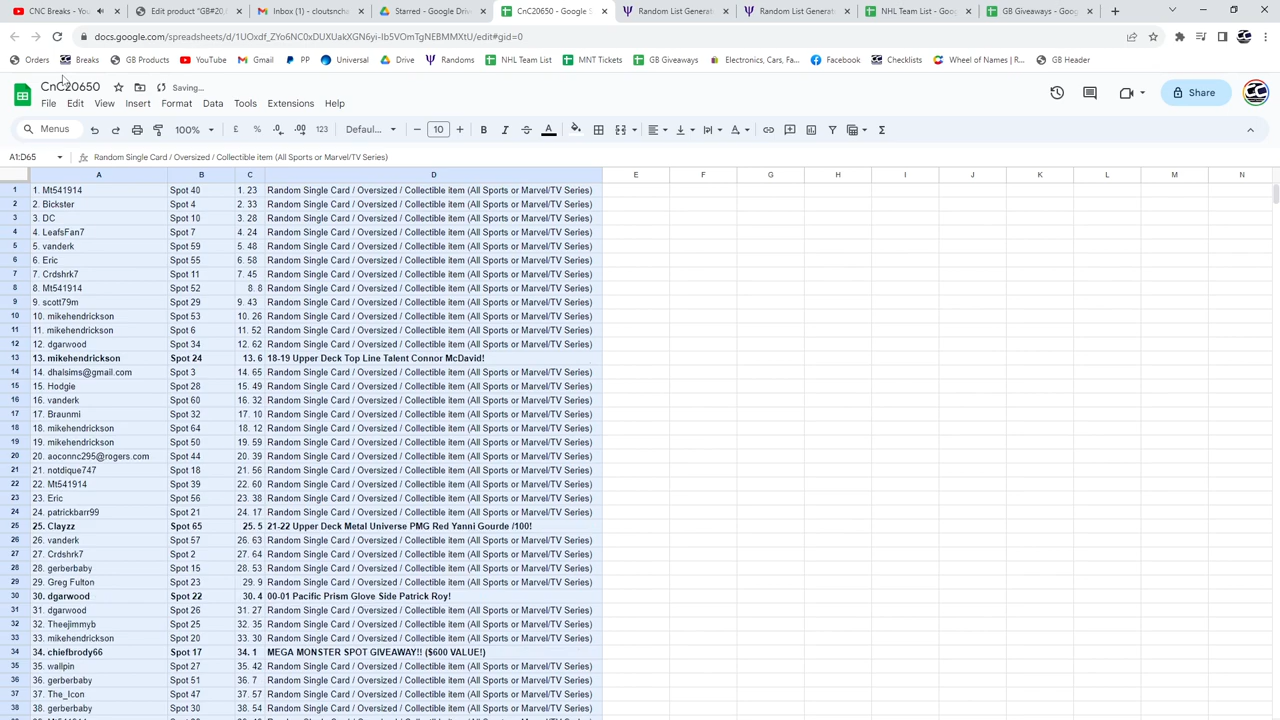 CNC Breaks - Yo
Edit product "GB#20,
Inbox (1) - cloutsnch
Starred - Google Driv
CnC20650 - Google S
Random List Generat
Random List Generat
NHL Team List - Goo
GB Giveaways - Goog
docs.google.com/spreadsheets/d/1UOxdf_ZYo6NC0xDUXUakXGN6yi-Ib5VOmTgNEBMMXtU/edit#gid=0
Orders Breaks GB Products YouTube Gmail PP Universal Drive Randoms NHL Team List MNT Tickets GB Giveaways Electronics, Cars, Fa... Facebook Checklists Wheel of Names | R... GB Header
CnC20650 Saving...
File Edit View Insert Format Data Tools Extensions Help
Share
Menus 100% £ % .0 .00 123 Defaul... 10
A1:D65 Random Single Card / Oversized / Collectible item (All Sports or Marvel/TV Series)
A B C D E F G H I J K L M N
1 1. Mt541914 Spot 40 1. 23 Random Single Card / Oversized / Collectible item (All Sports or Marvel/TV Series)
2 2. Bickster Spot 4 2. 33 Random Single Card / Oversized / Collectible item (All Sports or Marvel/TV Series)
3 3. DC Spot 10 3. 28 Random Single Card / Oversized / Collectible item (All Sports or Marvel/TV Series)
4 4. LeafsFan7 Spot 7 4. 24 Random Single Card / Oversized / Collectible item (All Sports or Marvel/TV Series)
5 5. vanderk Spot 59 5. 48 Random Single Card / Oversized / Collectible item (All Sports or Marvel/TV Series)
6 6. Eric Spot 55 6. 58 Random Single Card / Oversized / Collectible item (All Sports or Marvel/TV Series)
7 7. Crdshrk7 Spot 11 7. 45 Random Single Card / Oversized / Collectible item (All Sports or Marvel/TV Series)
8 8. Mt541914 Spot 52 8. 8 Random Single Card / Oversized / Collectible item (All Sports or Marvel/TV Series)
9 9. scott79m Spot 29 9. 43 Random Single Card / Oversized / Collectible item (All Sports or Marvel/TV Series)
10 10. mikehendrickson Spot 53 10. 26 Random Single Card / Oversized / Collectible item (All Sports or Marvel/TV Series)
11 11. mikehendrickson Spot 6 11. 52 Random Single Card / Oversized / Collectible item (All Sports or Marvel/TV Series)
12 12. dgarwood Spot 34 12. 62 Random Single Card / Oversized / Collectible item (All Sports or Marvel/TV Series)
13 13. mikehendrickson Spot 24 13. 6 18-19 Upper Deck Top Line Talent Connor McDavid!
14 14. dhalsims@gmail.com Spot 3 14. 65 Random Single Card / Oversized / Collectible item (All Sports or Marvel/TV Series)
15 15. Hodgie Spot 28 15. 49 Random Single Card / Oversized / Collectible item (All Sports or Marvel/TV Series)
16 16. vanderk Spot 60 16. 32 Random Single Card / Oversized / Collectible item (All Sports or Marvel/TV Series)
17 17. Braunmi Spot 32 17. 10 Random Single Card / Oversized / Collectible item (All Sports or Marvel/TV Series)
18 18. mikehendrickson Spot 64 18. 12 Random Single Card / Oversized / Collectible item (All Sports or Marvel/TV Series)
19 19. mikehendrickson Spot 50 19. 59 Random Single Card / Oversized / Collectible item (All Sports or Marvel/TV Series)
20 20. aoconnc295@rogers.com Spot 44 20. 39 Random Single Card / Oversized / Collectible item (All Sports or Marvel/TV Series)
21 21. notdique747 Spot 18 21. 56 Random Single Card / Oversized / Collectible item (All Sports or Marvel/TV Series)
22 22. Mt541914 Spot 39 22. 60 Random Single Card / Oversized / Collectible item (All Sports or Marvel/TV Series)
23 23. Eric Spot 56 23. 38 Random Single Card / Oversized / Collectible item (All Sports or Marvel/TV Series)
24 24. patrickbarr99 Spot 21 24. 17 Random Single Card / Oversized / Collectible item (All Sports or Marvel/TV Series)
25 25. Clayzz Spot 65 25. 5 21-22 Upper Deck Metal Universe PMG Red Yanni Gourde /100!
26 26. vanderk Spot 57 26. 63 Random Single Card / Oversized / Collectible item (All Sports or Marvel/TV Series)
27 27. Crdshrk7 Spot 2 27. 64 Random Single Card / Oversized / Collectible item (All Sports or Marvel/TV Series)
28 28. gerberbaby Spot 15 28. 53 Random Single Card / Oversized / Collectible item (All Sports or Marvel/TV Series)
29 29. Greg Fulton Spot 23 29. 9 Random Single Card / Oversized / Collectible item (All Sports or Marvel/TV Series)
30 30. dgarwood Spot 22 30. 4 00-01 Pacific Prism Glove Side Patrick Roy!
31 31. dgarwood Spot 26 31. 27 Random Single Card / Oversized / Collectible item (All Sports or Marvel/TV Series)
32 32. Theejimmyb Spot 25 32. 35 Random Single Card / Oversized / Collectible item (All Sports or Marvel/TV Series)
33 33. mikehendrickson Spot 20 33. 30 Random Single Card / Oversized / Collectible item (All Sports or Marvel/TV Series)
34 34. chiefbrody66 Spot 17 34. 1 MEGA MONSTER SPOT GIVEAWAY!! ($600 VALUE!)
35 35. wallpin Spot 27 35. 42 Random Single Card / Oversized / Collectible item (All Sports or Marvel/TV Series)
36 36. gerberbaby Spot 51 36. 7 Random Single Card / Oversized / Collectible item (All Sports or Marvel/TV Series)
37 37. The_Icon Spot 47 37. 57 Random Single Card / Oversized / Collectible item (All Sports or Marvel/TV Series)
38 38. gerberbaby Spot 30 38. 54 Random Single Card / Oversized / Collectible item (All Sports or Marvel/TV Series)